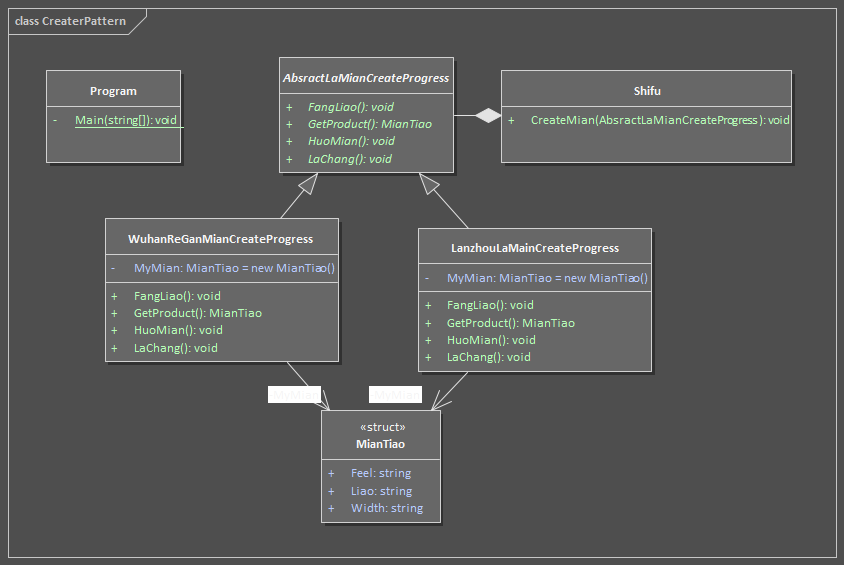 class CreaterPattern
Program
- Main(string[]): void
AbsractLaMianCreateProgress
+ FangLiao(): void
+ GetProduct(): MianTiao
+ HuoMian(): void
+ LaChang(): void
Shifu
+ CreateMian(AbsractLaMianCreateProgress): void
WuhanReGanMianCreateProgress
- MyMian: MianTiao = new MianTiao()
+ FangLiao(): void
+ GetProduct(): MianTiao
+ HuoMian(): void
+ LaChang(): void
LanzhouLaMainCreateProgress
- MyMian: MianTiao = new MianTiao()
+ FangLiao(): void
+ GetProduct(): MianTiao
+ HuoMian(): void
+ LaChang(): void
«struct»
MianTiao
+ Feel: string
+ Liao: string
+ Width: string